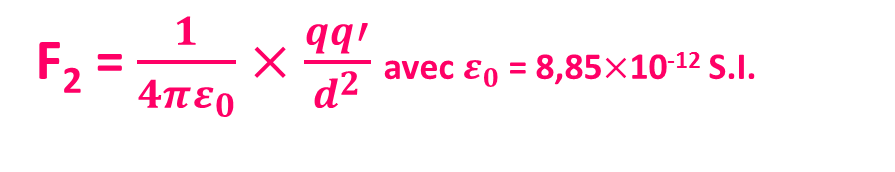 F₂ = 1/(4πε₀) × qq′/d² avec ε₀ = 8,85×10⁻¹² S.I.